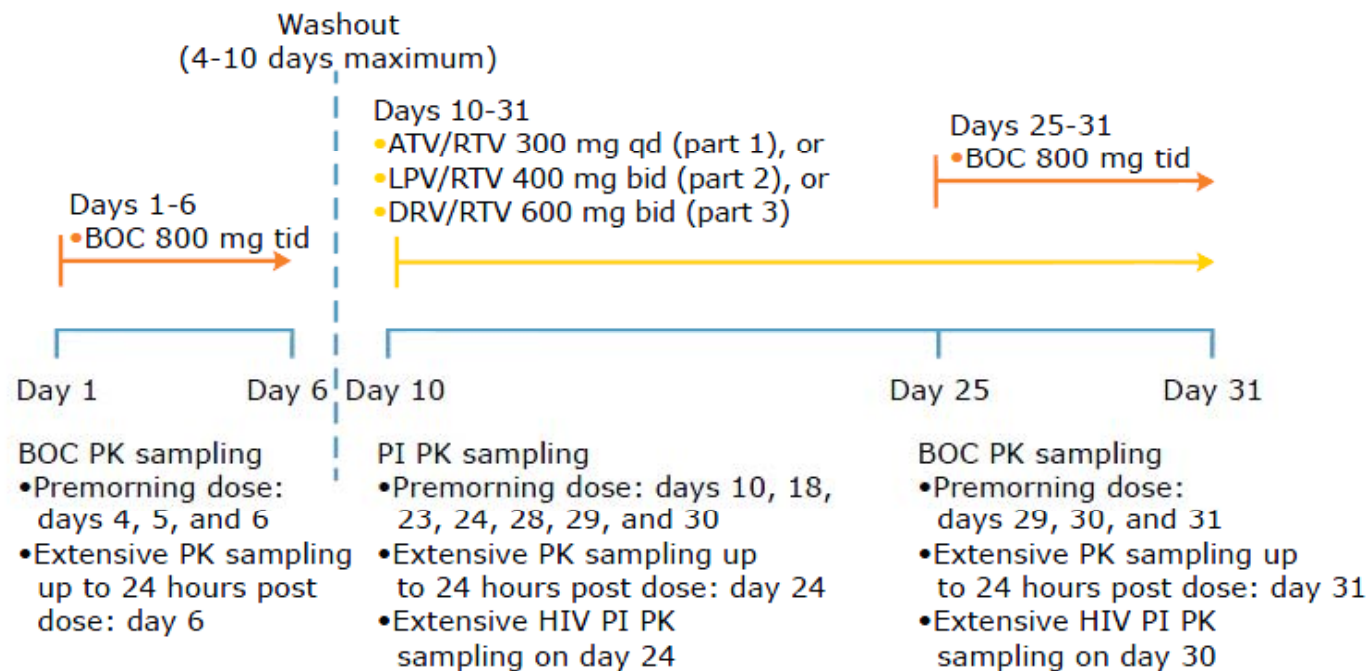 Washout
(4-10 days maximum)
Days 10-31
•ATV/RTV 300 mg qd (part 1), or
•LPV/RTV 400 mg bid (part 2), or
•DRV/RTV 600 mg bid (part 3)
Days 25-31
•BOC 800 mg tid
Days 1-6
•BOC 800 mg tid
Day 1
Day 6
Day 10
Day 25
Day 31
BOC PK sampling
•Premorning dose:
days 4, 5, and 6
•Extensive PK sampling
up to 24 hours post
dose: day 6
PI PK sampling
•Premorning dose: days 10, 18,
23, 24, 28, 29, and 30
•Extensive PK sampling up
to 24 hours post dose: day 24
•Extensive HIV PI PK
sampling on day 24
BOC PK sampling
•Premorning dose:
days 29, 30, and 31
•Extensive PK sampling up
to 24 hours post dose: day 31
•Extensive HIV PI PK
sampling on day 30